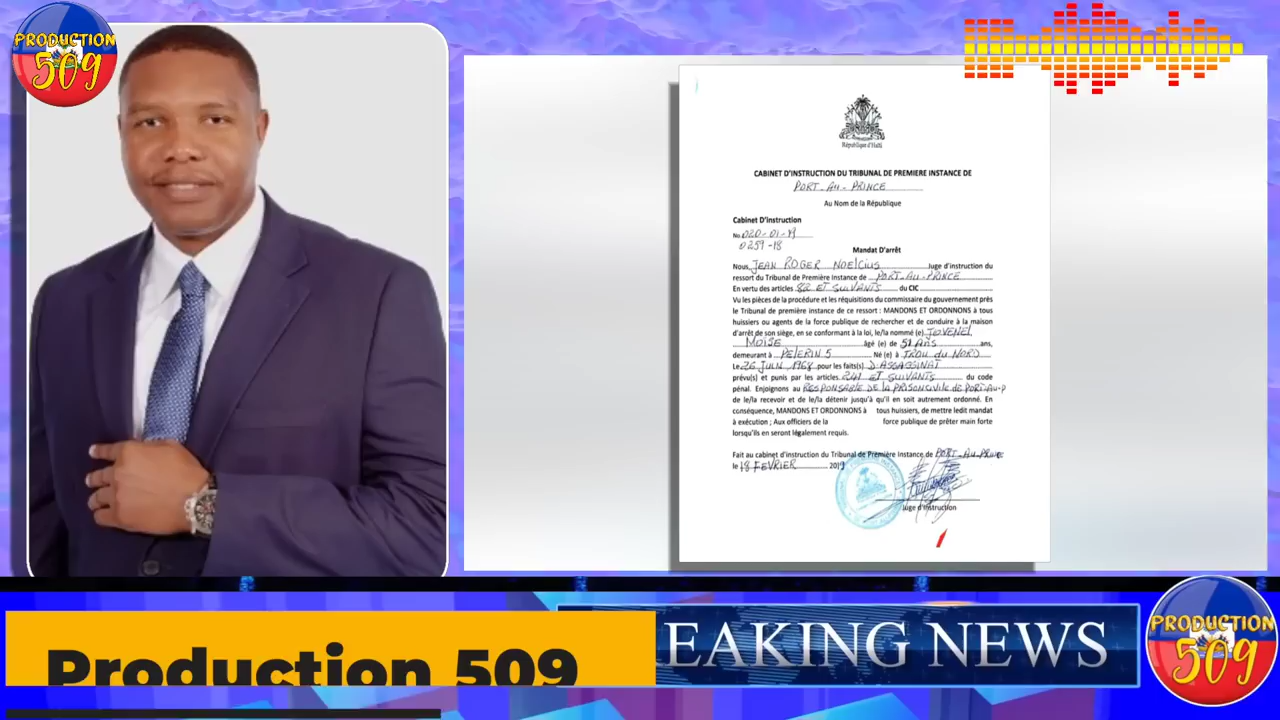 PRODUCTION
509
République d'Haïti
CABINET D'INSTRUCTION DU TRIBUNAL DE PREMIERE INSTANCE DE
PORT-AU-PRINCE
Au Nom de la République
Cabinet D'instruction
No. 020-01-19
0259-18
Mandat D'arrêt
Nous, JEAN ROGER NOELCIUS Juge d'instruction du
ressort du Tribunal de Première Instance de PORT-AU-PRINCE
En vertu des articles 82 ET SUIVANTS du CIC
Vu les pièces de la procédure et les réquisitions du commissaire du gouvernement près
le Tribunal de première instance de ce ressort : MANDONS ET ORDONNONS à tous
huissiers ou agents de la force publique de rechercher et de conduire à la maison
d'arrêt de son siège, en se conformant à la loi, le/la nommé (e) JOVENEL
MOISE âgé (e) de 51 Ans ans,
demeurant à PELERIN 5 Né (e) à TROU DU NORD
Le 26 JUIN 1968 pour les faits(s) D'ASSASSINAT
prévu(s) et punis par les articles 241 ET SUIVANTS du code
pénal. Enjoignons au RESPONSABLE DE LA PRISON CIVILE DE PORT-AU-P
de le/la recevoir et de le/la détenir jusqu'à qu'il en soit autrement ordonné. En
conséquence, MANDONS ET ORDONNONS à tous huissiers, de mettre ledit mandat
à exécution ; Aux officiers de la force publique de prêter main forte
lorsqu'ils en seront légalement requis.
Fait au cabinet d'instruction du Tribunal de Première Instance de PORT-AU-PRINCE
le 18 FEVRIER 2019
Juge d'Instruction
Production 509
EAKING NEWS
PRODUCTION
509